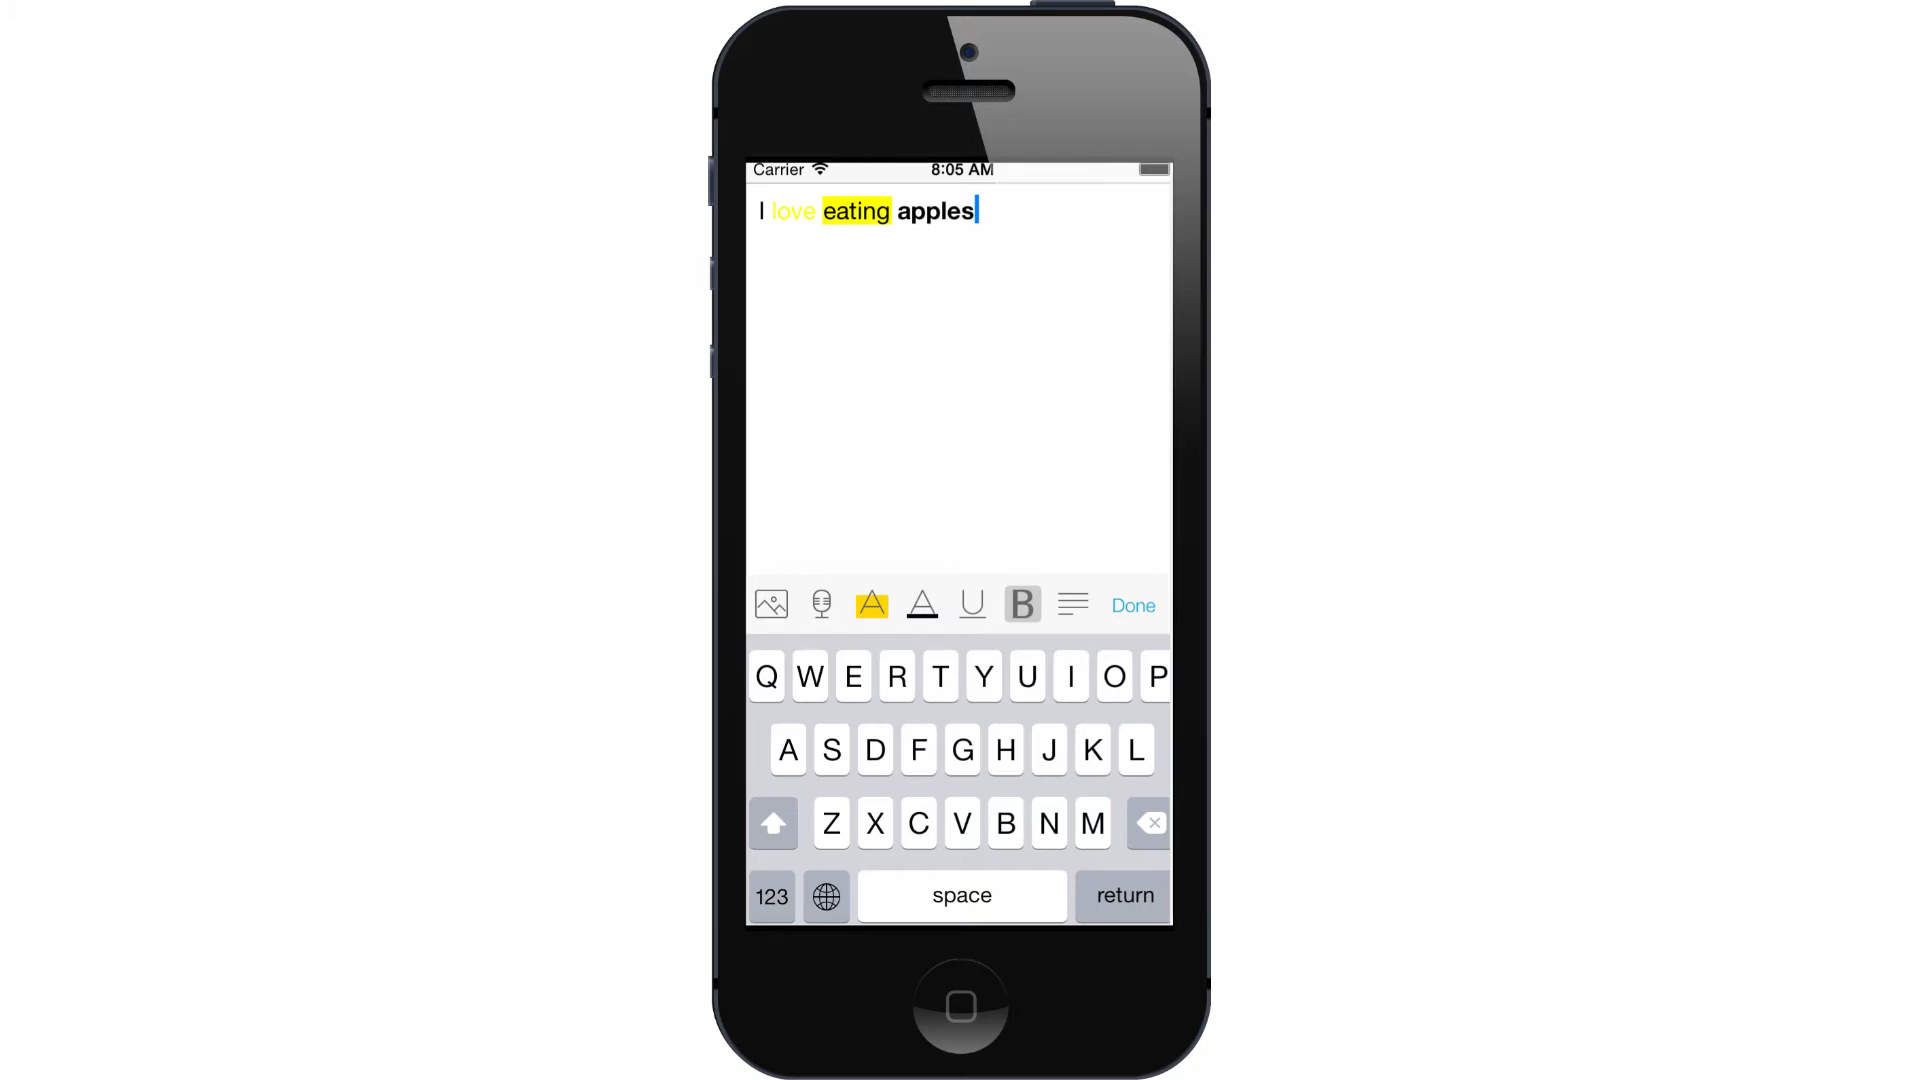 Carrier 8:05 AM
I love eating apples
A A U B Done
Q W E R T Y U I O P
A S D F G H J K L
Z X C V B N M
123 space return